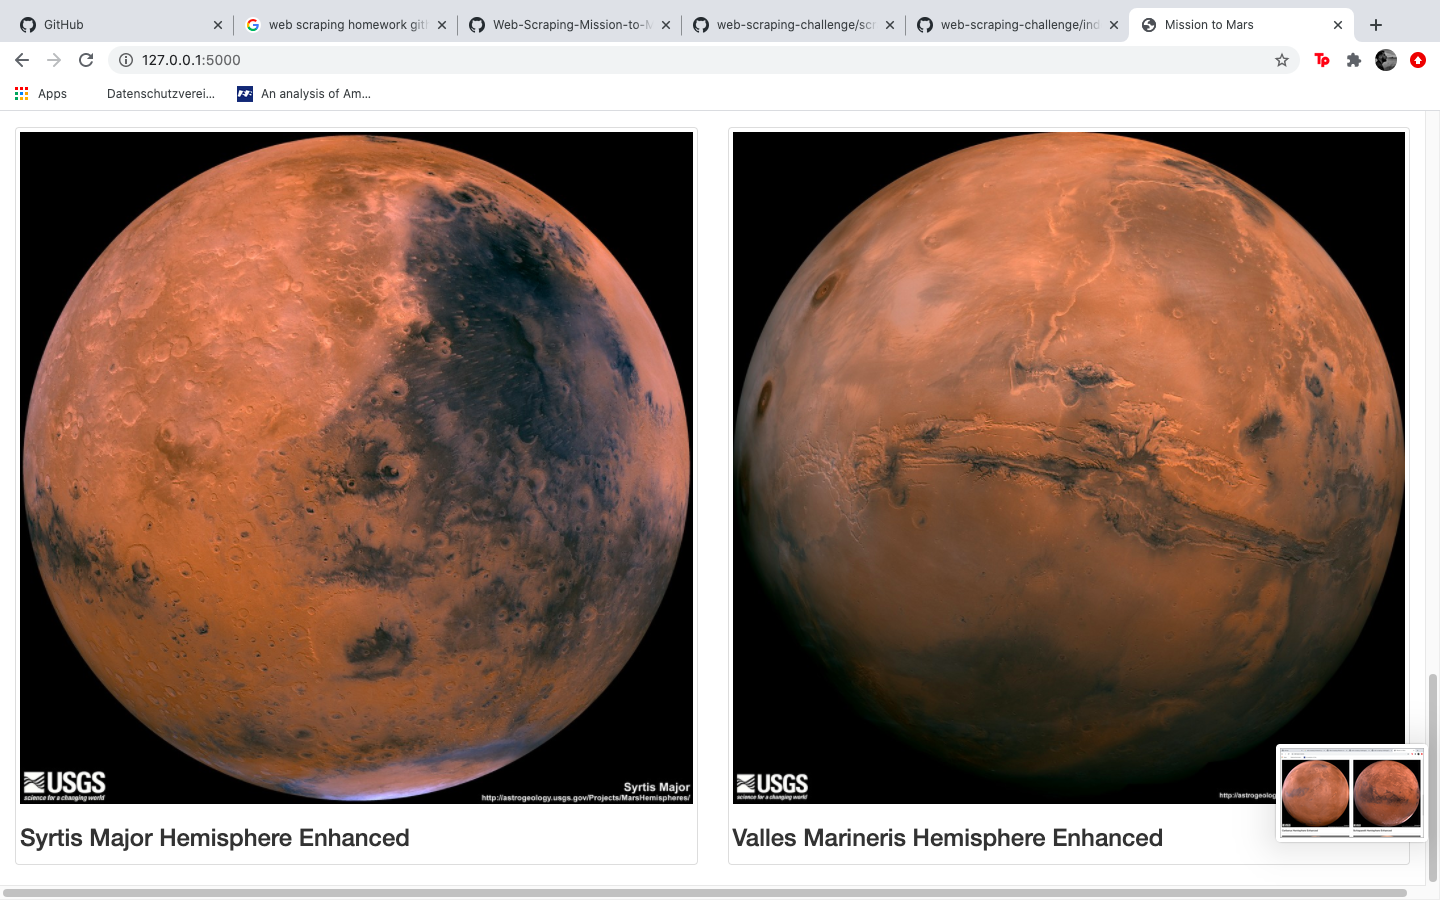 GitHub
web scraping homework git
Web-Scraping-Mission-to-M
web-scraping-challenge/scr
web-scraping-challenge/ind
Mission to Mars
127.0.0.1:5000
Tp
Apps
Datenschutzverei...
An analysis of Am...
USGS
science for a changing world
Syrtis Major
http://astrogeology.usgs.gov/Projects/MarsHemispheres/
USGS
science for a changing world
http://astrogeolog
Syrtis Major Hemisphere Enhanced
Valles Marineris Hemisphere Enhanced